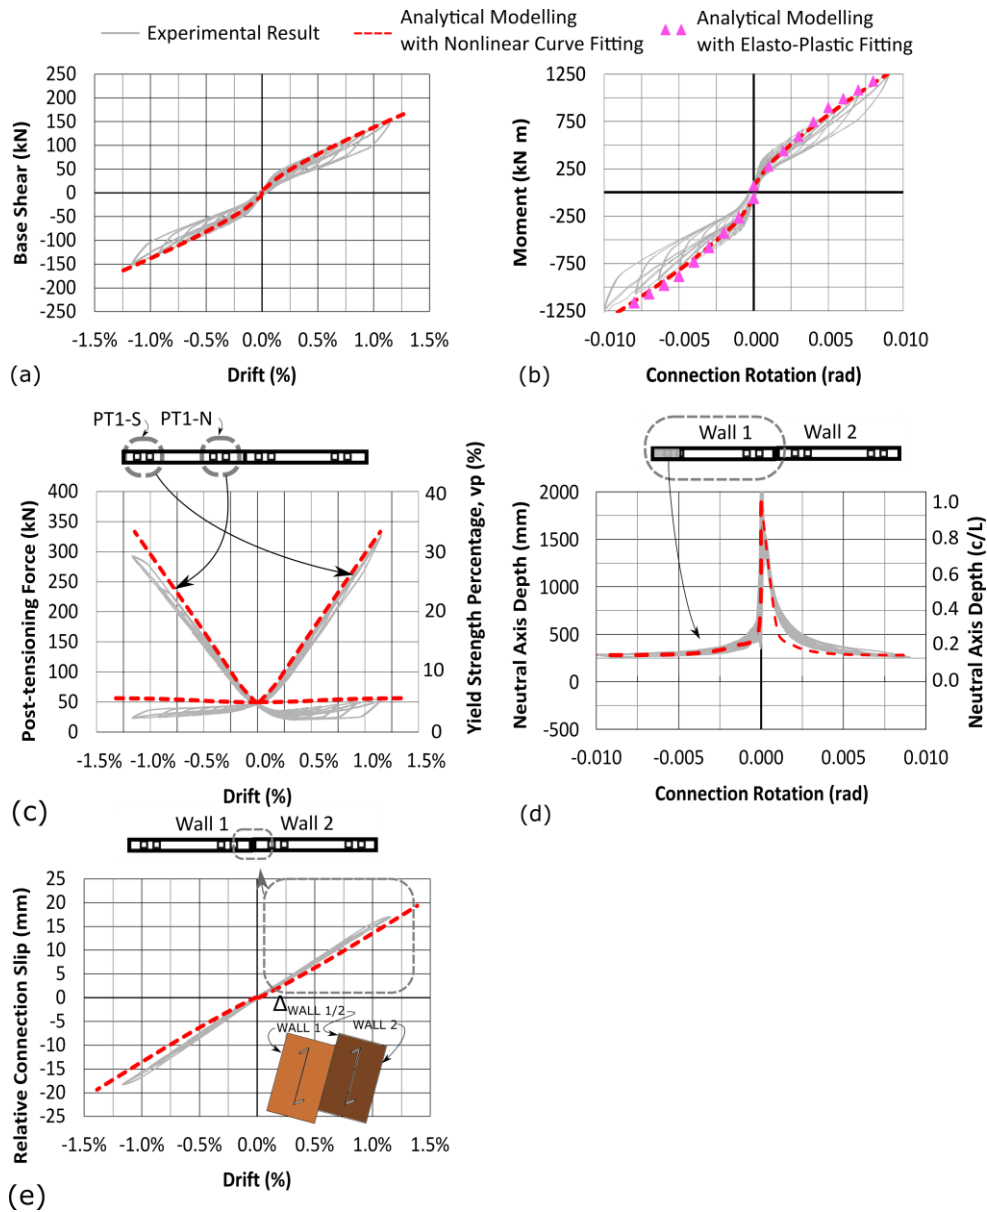 Experimental Result
Analytical Modelling
with Nonlinear Curve Fitting
Analytical Modelling
with Elasto-Plastic Fitting
Base Shear (kN)
250
200
150
100
50
0
-50
-100
-150
-200
-250
-1.5% -1.0% -0.5% 0.0% 0.5% 1.0% 1.5%
Drift (%)
(a)
Moment (kN m)
1250
750
250
-250
-750
-1250
-0.010 -0.005 0.000 0.005 0.010
Connection Rotation (rad)
(b)
PT1-S PT1-N
Post-tensioning Force (kN)
400
350
300
250
200
150
100
50
0
Yield Strength Percentage, vp (%)
40
30
20
10
0
-1.5% -1.0% -0.5% 0.0% 0.5% 1.0% 1.5%
Drift (%)
(c)
Wall 1 Wall 2
Neutral Axis Depth (mm)
2000
1500
1000
500
0
-500
Neutral Axis Depth (c/L)
1.0
0.8
0.6
0.4
0.2
0.0
-0.010 -0.005 0.000 0.005 0.010
Connection Rotation (rad)
(d)
Wall 1 Wall 2
Relative Connection Slip (mm)
25
20
15
10
5
0
-5
-10
-15
-20
-25
Δ WALL 1/2
WALL 1 WALL 2
-1.5% -1.0% -0.5% 0.0% 0.5% 1.0% 1.5%
Drift (%)
(e)